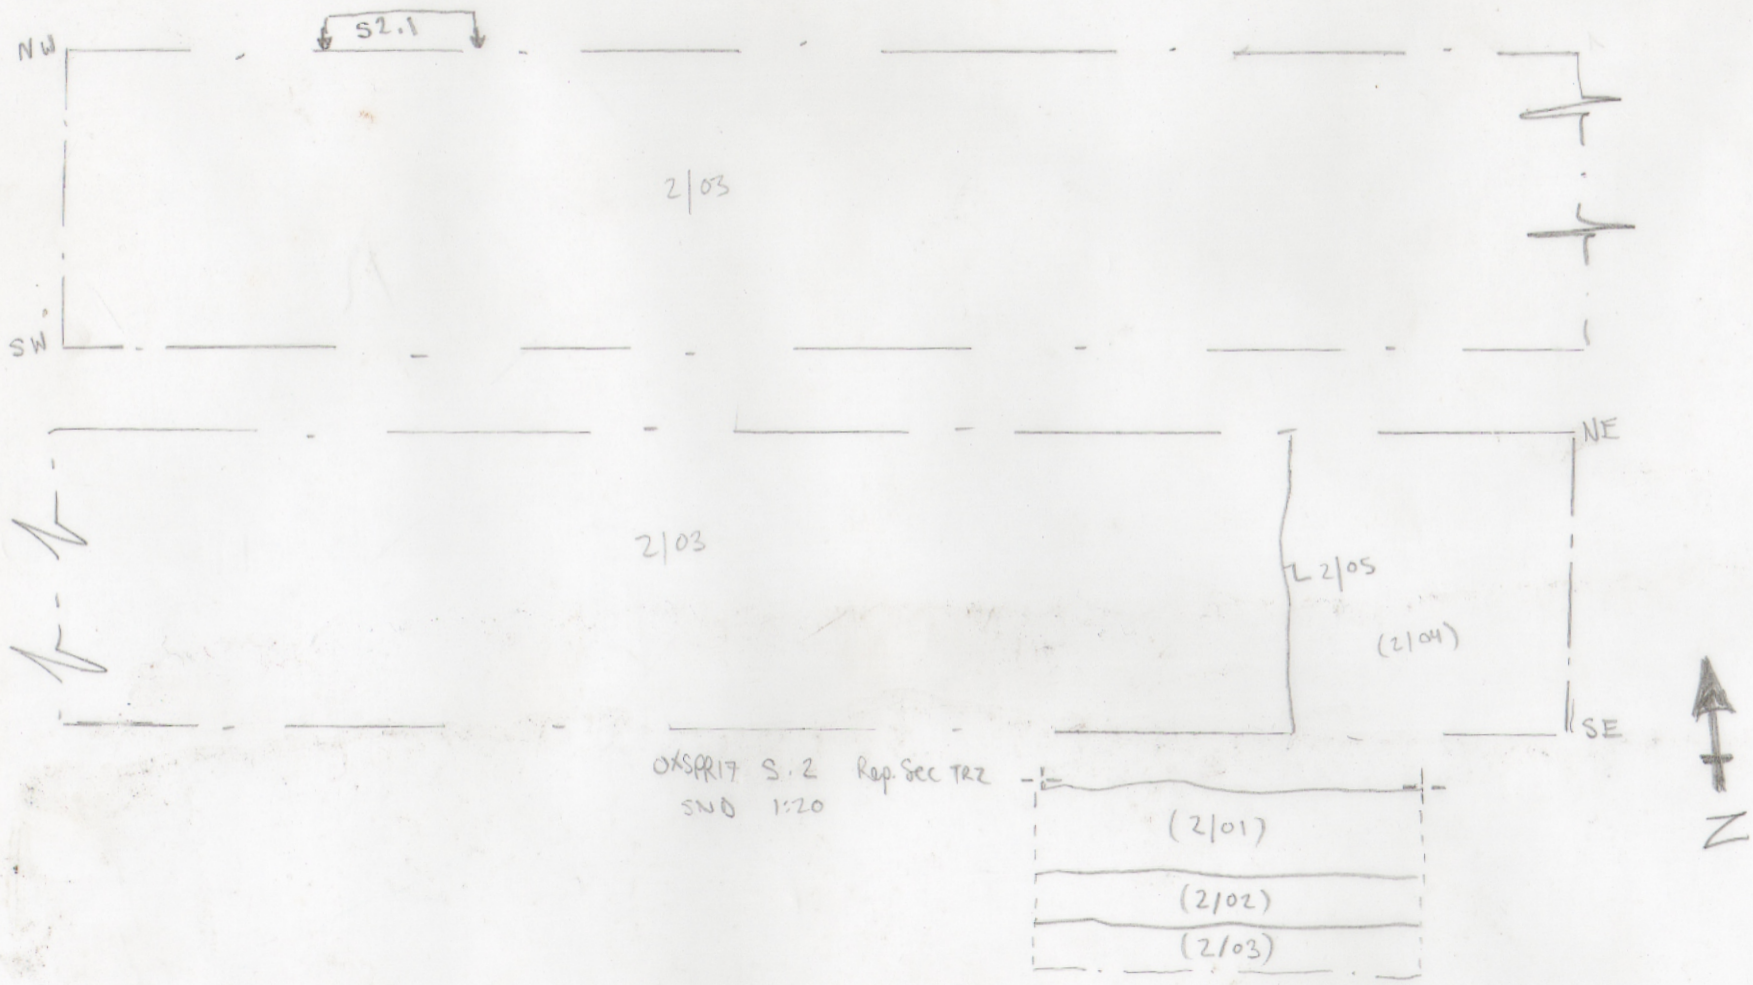 S2.1
NW
2/03
SW
NE
2/03
2/05
(2/04)
SE
OXSPR17 S.2 Rep. Sec TR2
SND 1:20
(2/01)
(2/02)
(2/03)
N